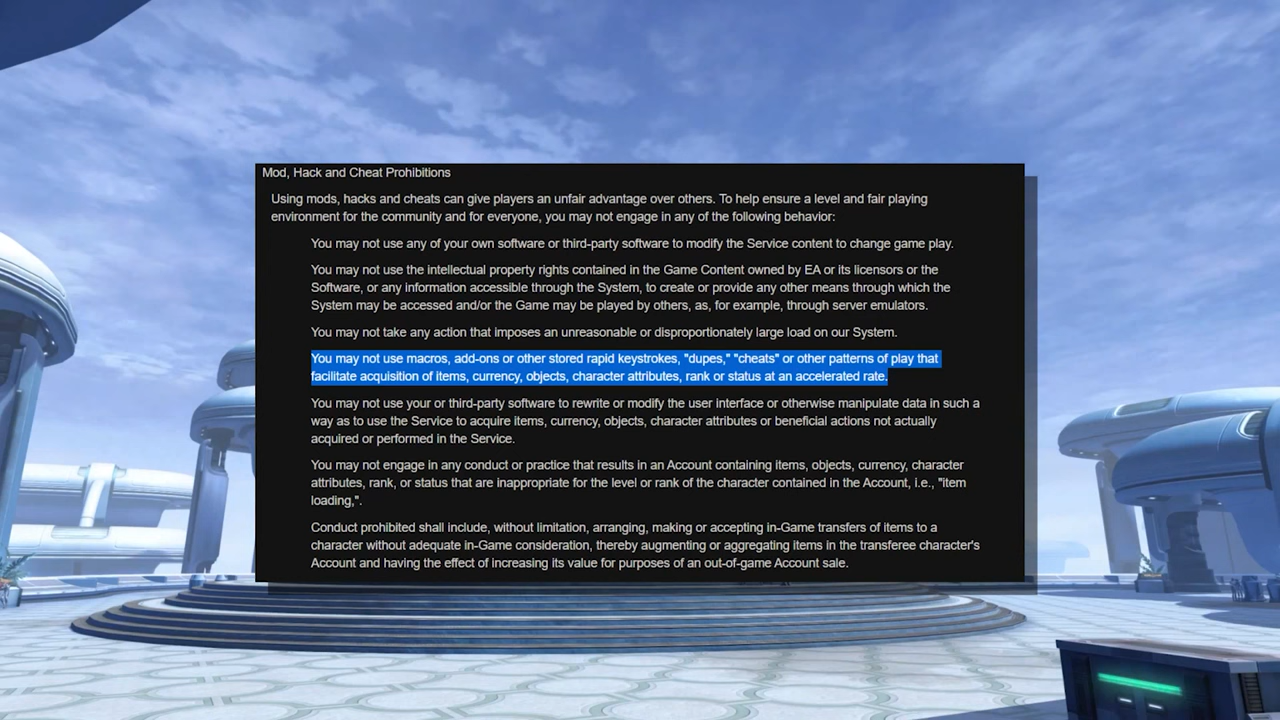 Mod, Hack and Cheat Prohibitions
Using mods, hacks and cheats can give players an unfair advantage over others. To help ensure a level and fair playing
environment for the community and for everyone, you may not engage in any of the following behavior:
You may not use any of your own software or third-party software to modify the Service content to change game play.
You may not use the intellectual property rights contained in the Game Content owned by EA or its licensors or the
Software, or any information accessible through the System, to create or provide any other means through which the
System may be accessed and/or the Game may be played by others, as, for example, through server emulators.
You may not take any action that imposes an unreasonable or disproportionately large load on our System.
You may not use macros, add-ons or other stored rapid keystrokes, "dupes," "cheats" or other patterns of play that
facilitate acquisition of items, currency, objects, character attributes, rank or status at an accelerated rate.
You may not use your or third-party software to rewrite or modify the user interface or otherwise manipulate data in such a
way as to use the Service to acquire items, currency, objects, character attributes or beneficial actions not actually
acquired or performed in the Service.
You may not engage in any conduct or practice that results in an Account containing items, objects, currency, character
attributes, rank, or status that are inappropriate for the level or rank of the character contained in the Account, i.e., "item
loading,".
Conduct prohibited shall include, without limitation, arranging, making or accepting in-Game transfers of items to a
character without adequate in-Game consideration, thereby augmenting or aggregating items in the transferee character's
Account and having the effect of increasing its value for purposes of an out-of-game Account sale.